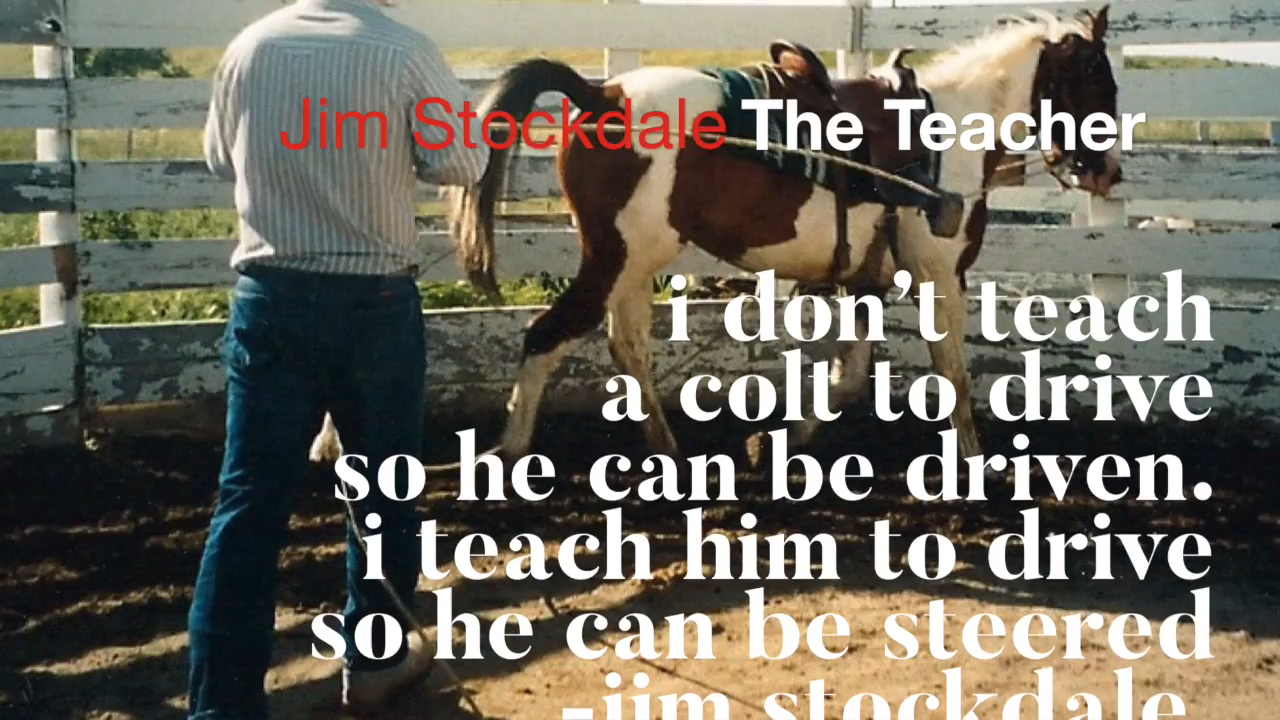 Jim Stockdale The Teacher
i don't teach
a colt to drive
so he can be driven.
i teach him to drive
so he can be steered
-jim stockdale